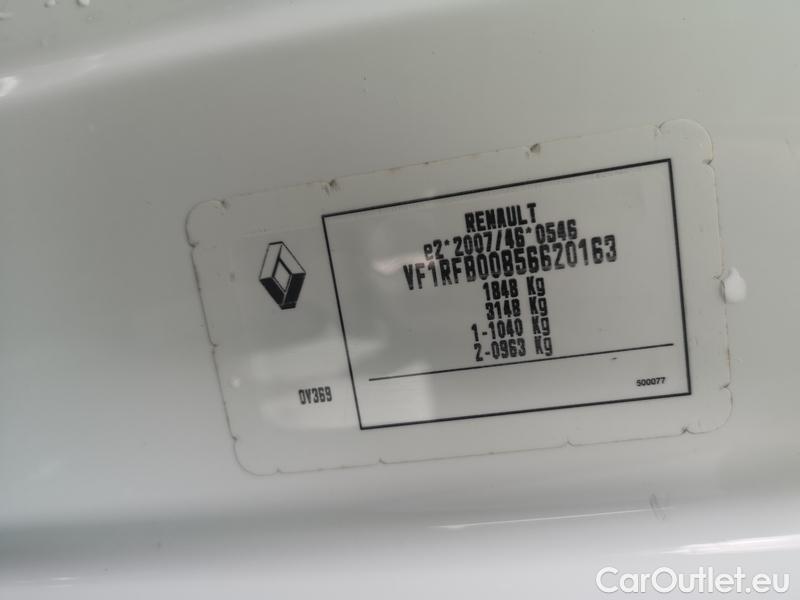 RENAULT
e2*2007/46*0546
VF1RFB00856620163
1848 Kg
3148 Kg
1-1040 Kg
2-0963 Kg
0V369
500077
CarOutlet.eu